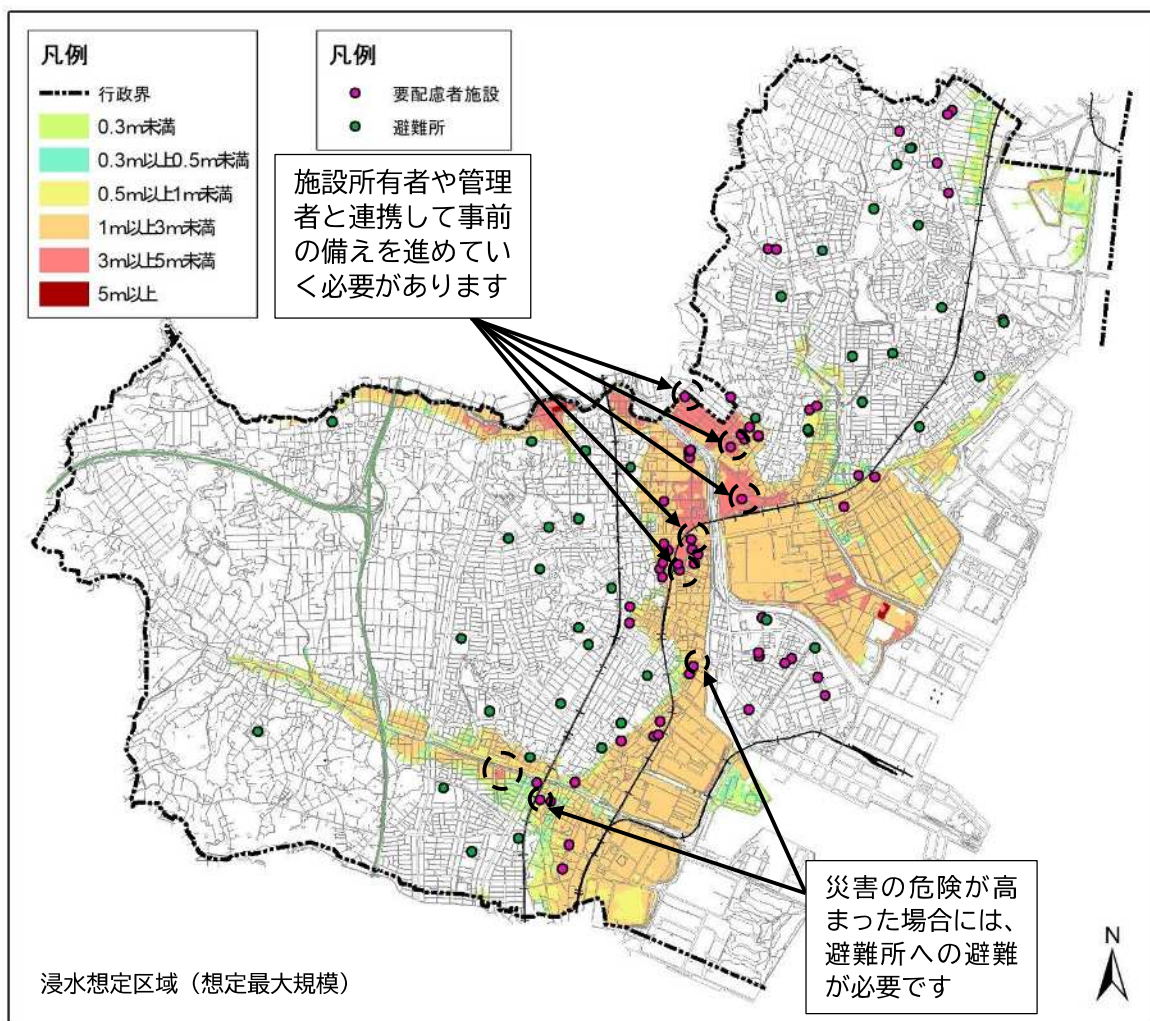 凡例
行政界
0.3m未満
0.3m以上0.5m未満
0.5m以上1m未満
1m以上3m未満
3m以上5m未満
5m以上
凡例
要配慮者施設
避難所
施設所有者や管理
者と連携して事前
の備えを進めてい
く必要があります
災害の危険が高
まった場合には、
避難所への避難
が必要です
浸水想定区域（想定最大規模）
N